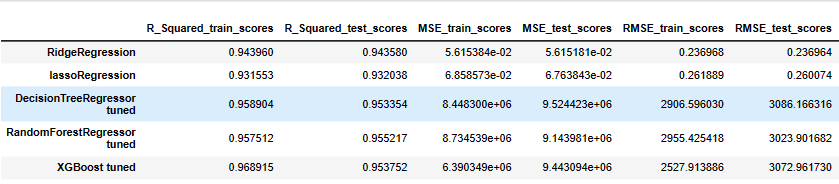 R_Squared_train_scores R_Squared_test_scores MSE_train_scores MSE_test_scores RMSE_train_scores RMSE_test_scores
RidgeRegression 0.943960 0.943580 5.615384e-02 5.615181e-02 0.236968 0.236964
lassoRegression 0.931553 0.932038 6.858573e-02 6.763843e-02 0.261889 0.260074
DecisionTreeRegressor
tuned 0.958904 0.953354 8.448300e+06 9.524423e+06 2906.596030 3086.166316
RandomForestRegressor
tuned 0.957512 0.955217 8.734539e+06 9.143981e+06 2955.425418 3023.901682
XGBoost tuned 0.968915 0.953752 6.390349e+06 9.443094e+06 2527.913886 3072.961730